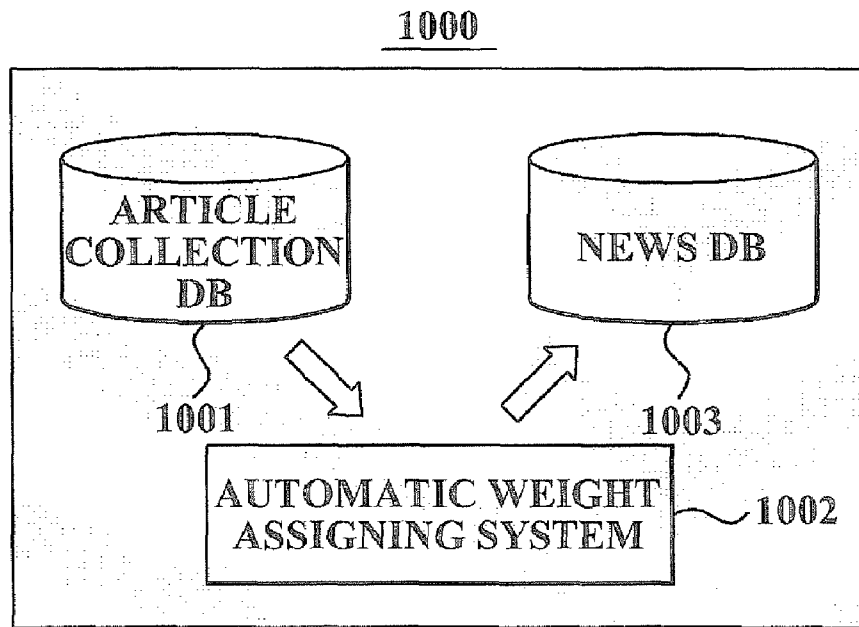 1000
ARTICLE
COLLECTION
DB
NEWS DB
1001
1003
AUTOMATIC WEIGHT
ASSIGNING SYSTEM
1002